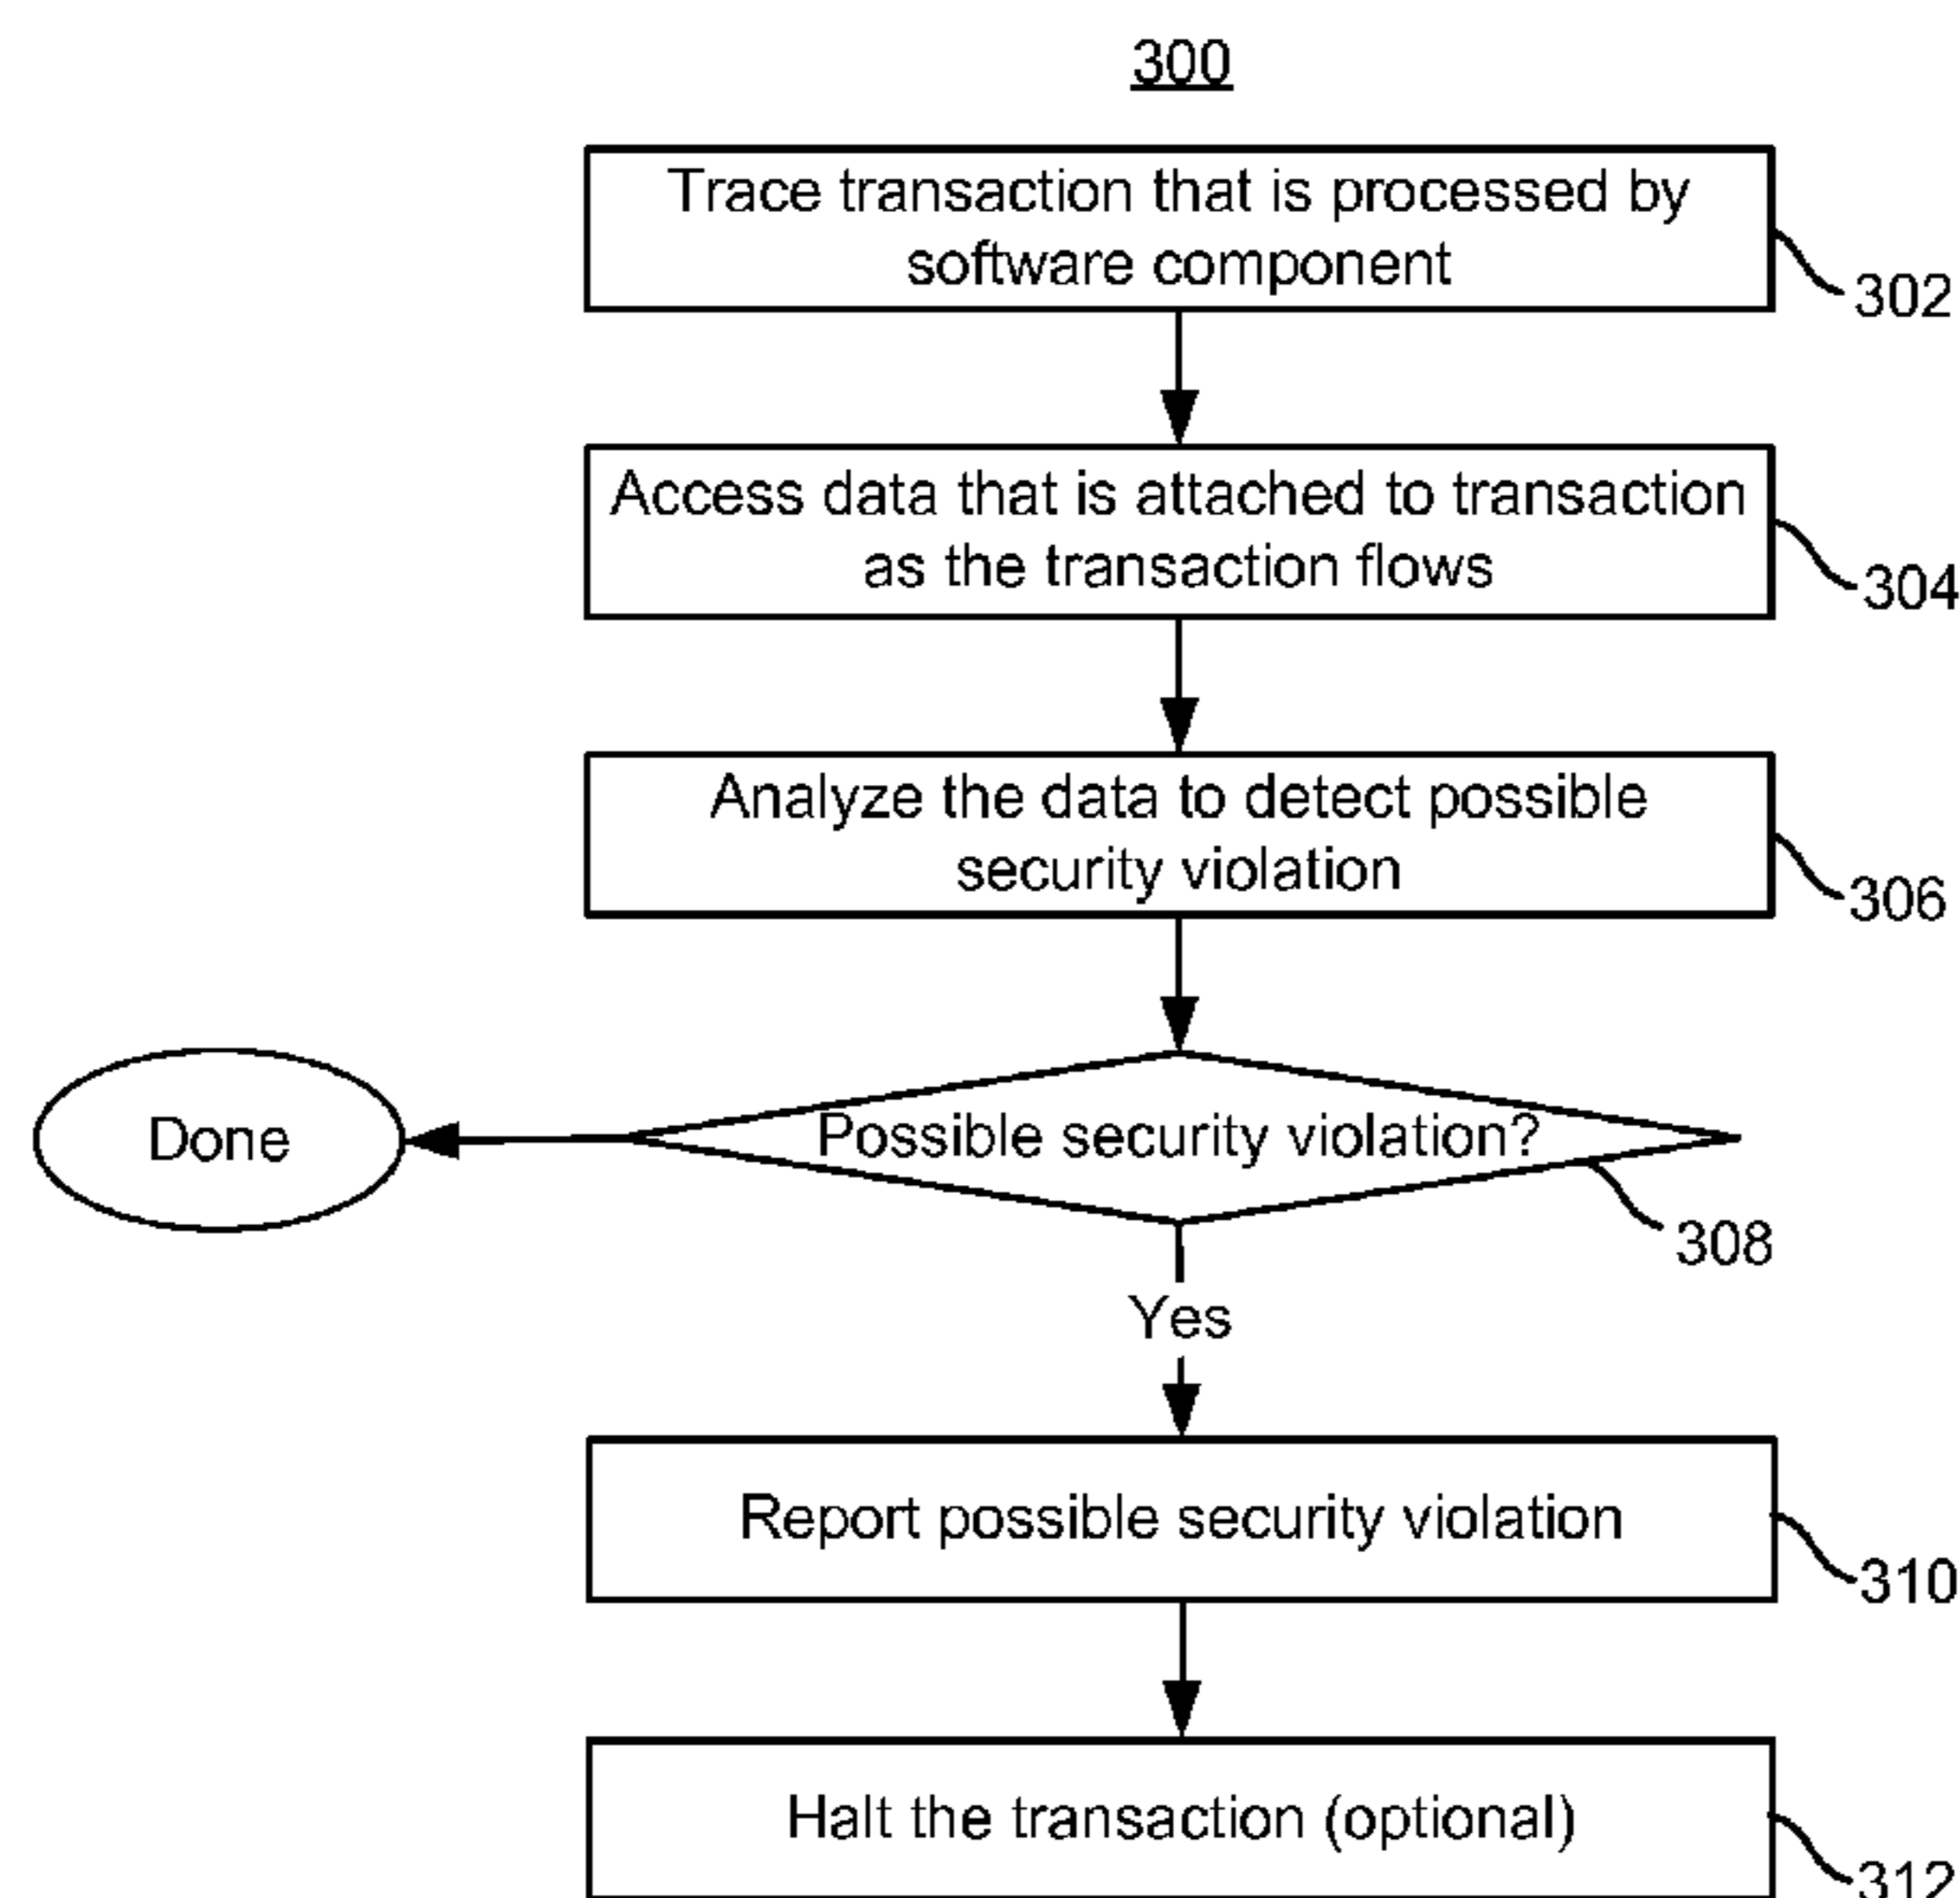 300
Trace transaction that is processed by
software component
302
Access data that is attached to transaction
as the transaction flows
304
Analyze the data to detect possible
security violation
306
Done
Possible security violation?
308
Yes
Report possible security violation
310
Halt the transaction (optional)
312